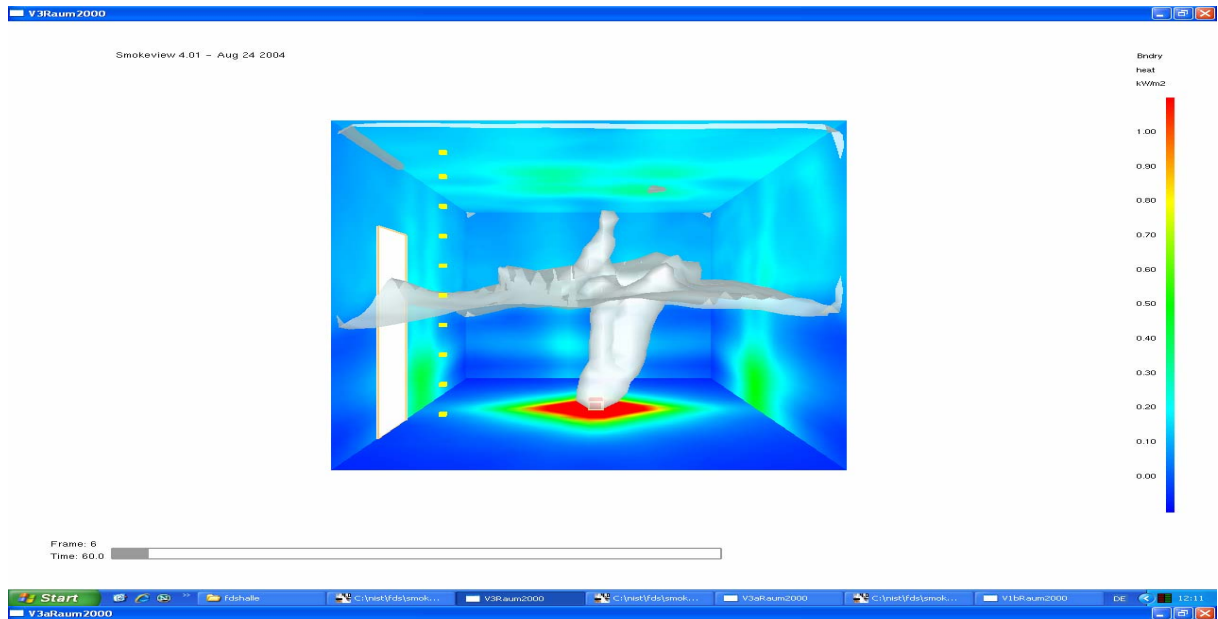 V3Raum2000
Smokeview 4.01 – Aug 24 2004
Bndry
heat
kW/m2
1.00
0.90
0.80
0.70
0.60
0.50
0.40
0.30
0.20
0.10
0.00
Frame: 6
Time: 60.0
Start » fdshalle C:\nist\fds\smok... V3Raum2000 C:\nist\fds\smok... V3aRaum2000 C:\nist\fds\smok... V1bRaum2000 DE 12:11
V3aRaum2000